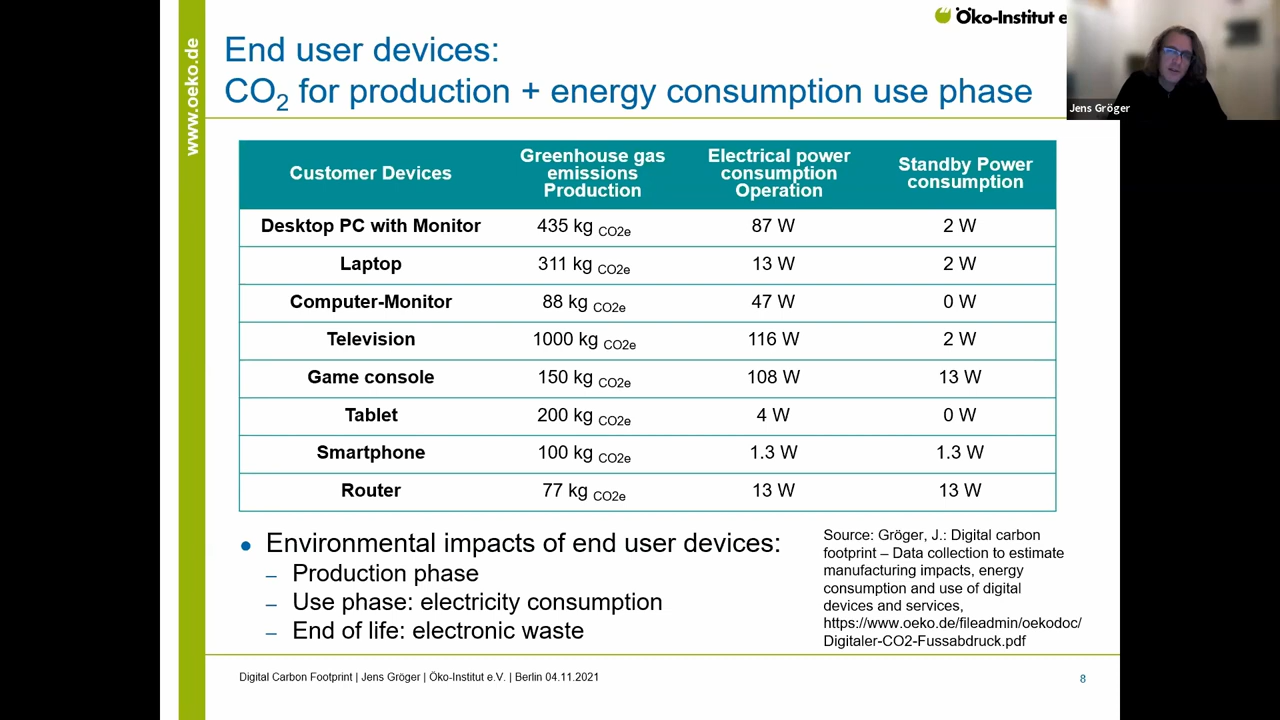 Öko-Institut e
www.oeko.de
End user devices:
CO2 for production + energy consumption use phase
Jens Gröger
Customer Devices
Greenhouse gas
emissions
Production
Electrical power
consumption
Operation
Standby Power
consumption
Desktop PC with Monitor 435 kg CO2e 87 W 2 W
Laptop 311 kg CO2e 13 W 2 W
Computer-Monitor 88 kg CO2e 47 W 0 W
Television 1000 kg CO2e 116 W 2 W
Game console 150 kg CO2e 108 W 13 W
Tablet 200 kg CO2e 4 W 0 W
Smartphone 100 kg CO2e 1.3 W 1.3 W
Router 77 kg CO2e 13 W 13 W
• Environmental impacts of end user devices:
– Production phase
– Use phase: electricity consumption
– End of life: electronic waste
Source: Gröger, J.: Digital carbon
footprint – Data collection to estimate
manufacturing impacts, energy
consumption and use of digital
devices and services,
https://www.oeko.de/fileadmin/oekodoc/
Digitaler-CO2-Fussabdruck.pdf
Digital Carbon Footprint | Jens Gröger | Öko-Institut e.V. | Berlin 04.11.2021
8